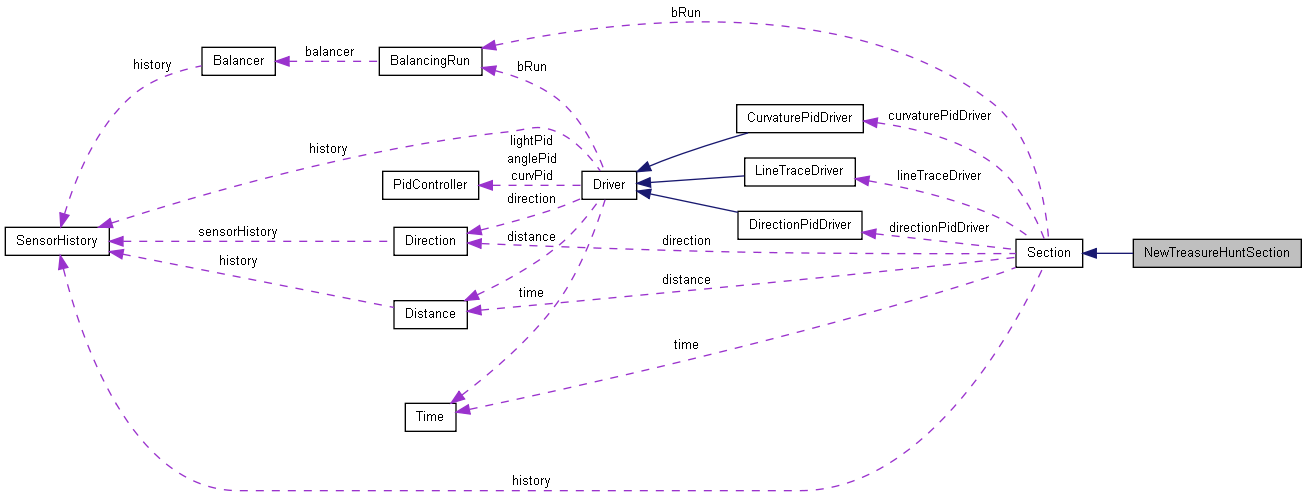 bRun
Balancer
balancer
BalancingRun
history
bRun
CurvaturePidDriver
curvaturePidDriver
history
lightPid
anglePid
curvPid
PidController
Driver
LineTraceDriver
lineTraceDriver
direction
DirectionPidDriver
directionPidDriver
SensorHistory
sensorHistory
Direction
distance
direction
Section
NewTreasureHuntSection
history
time
distance
Distance
time
Time
history